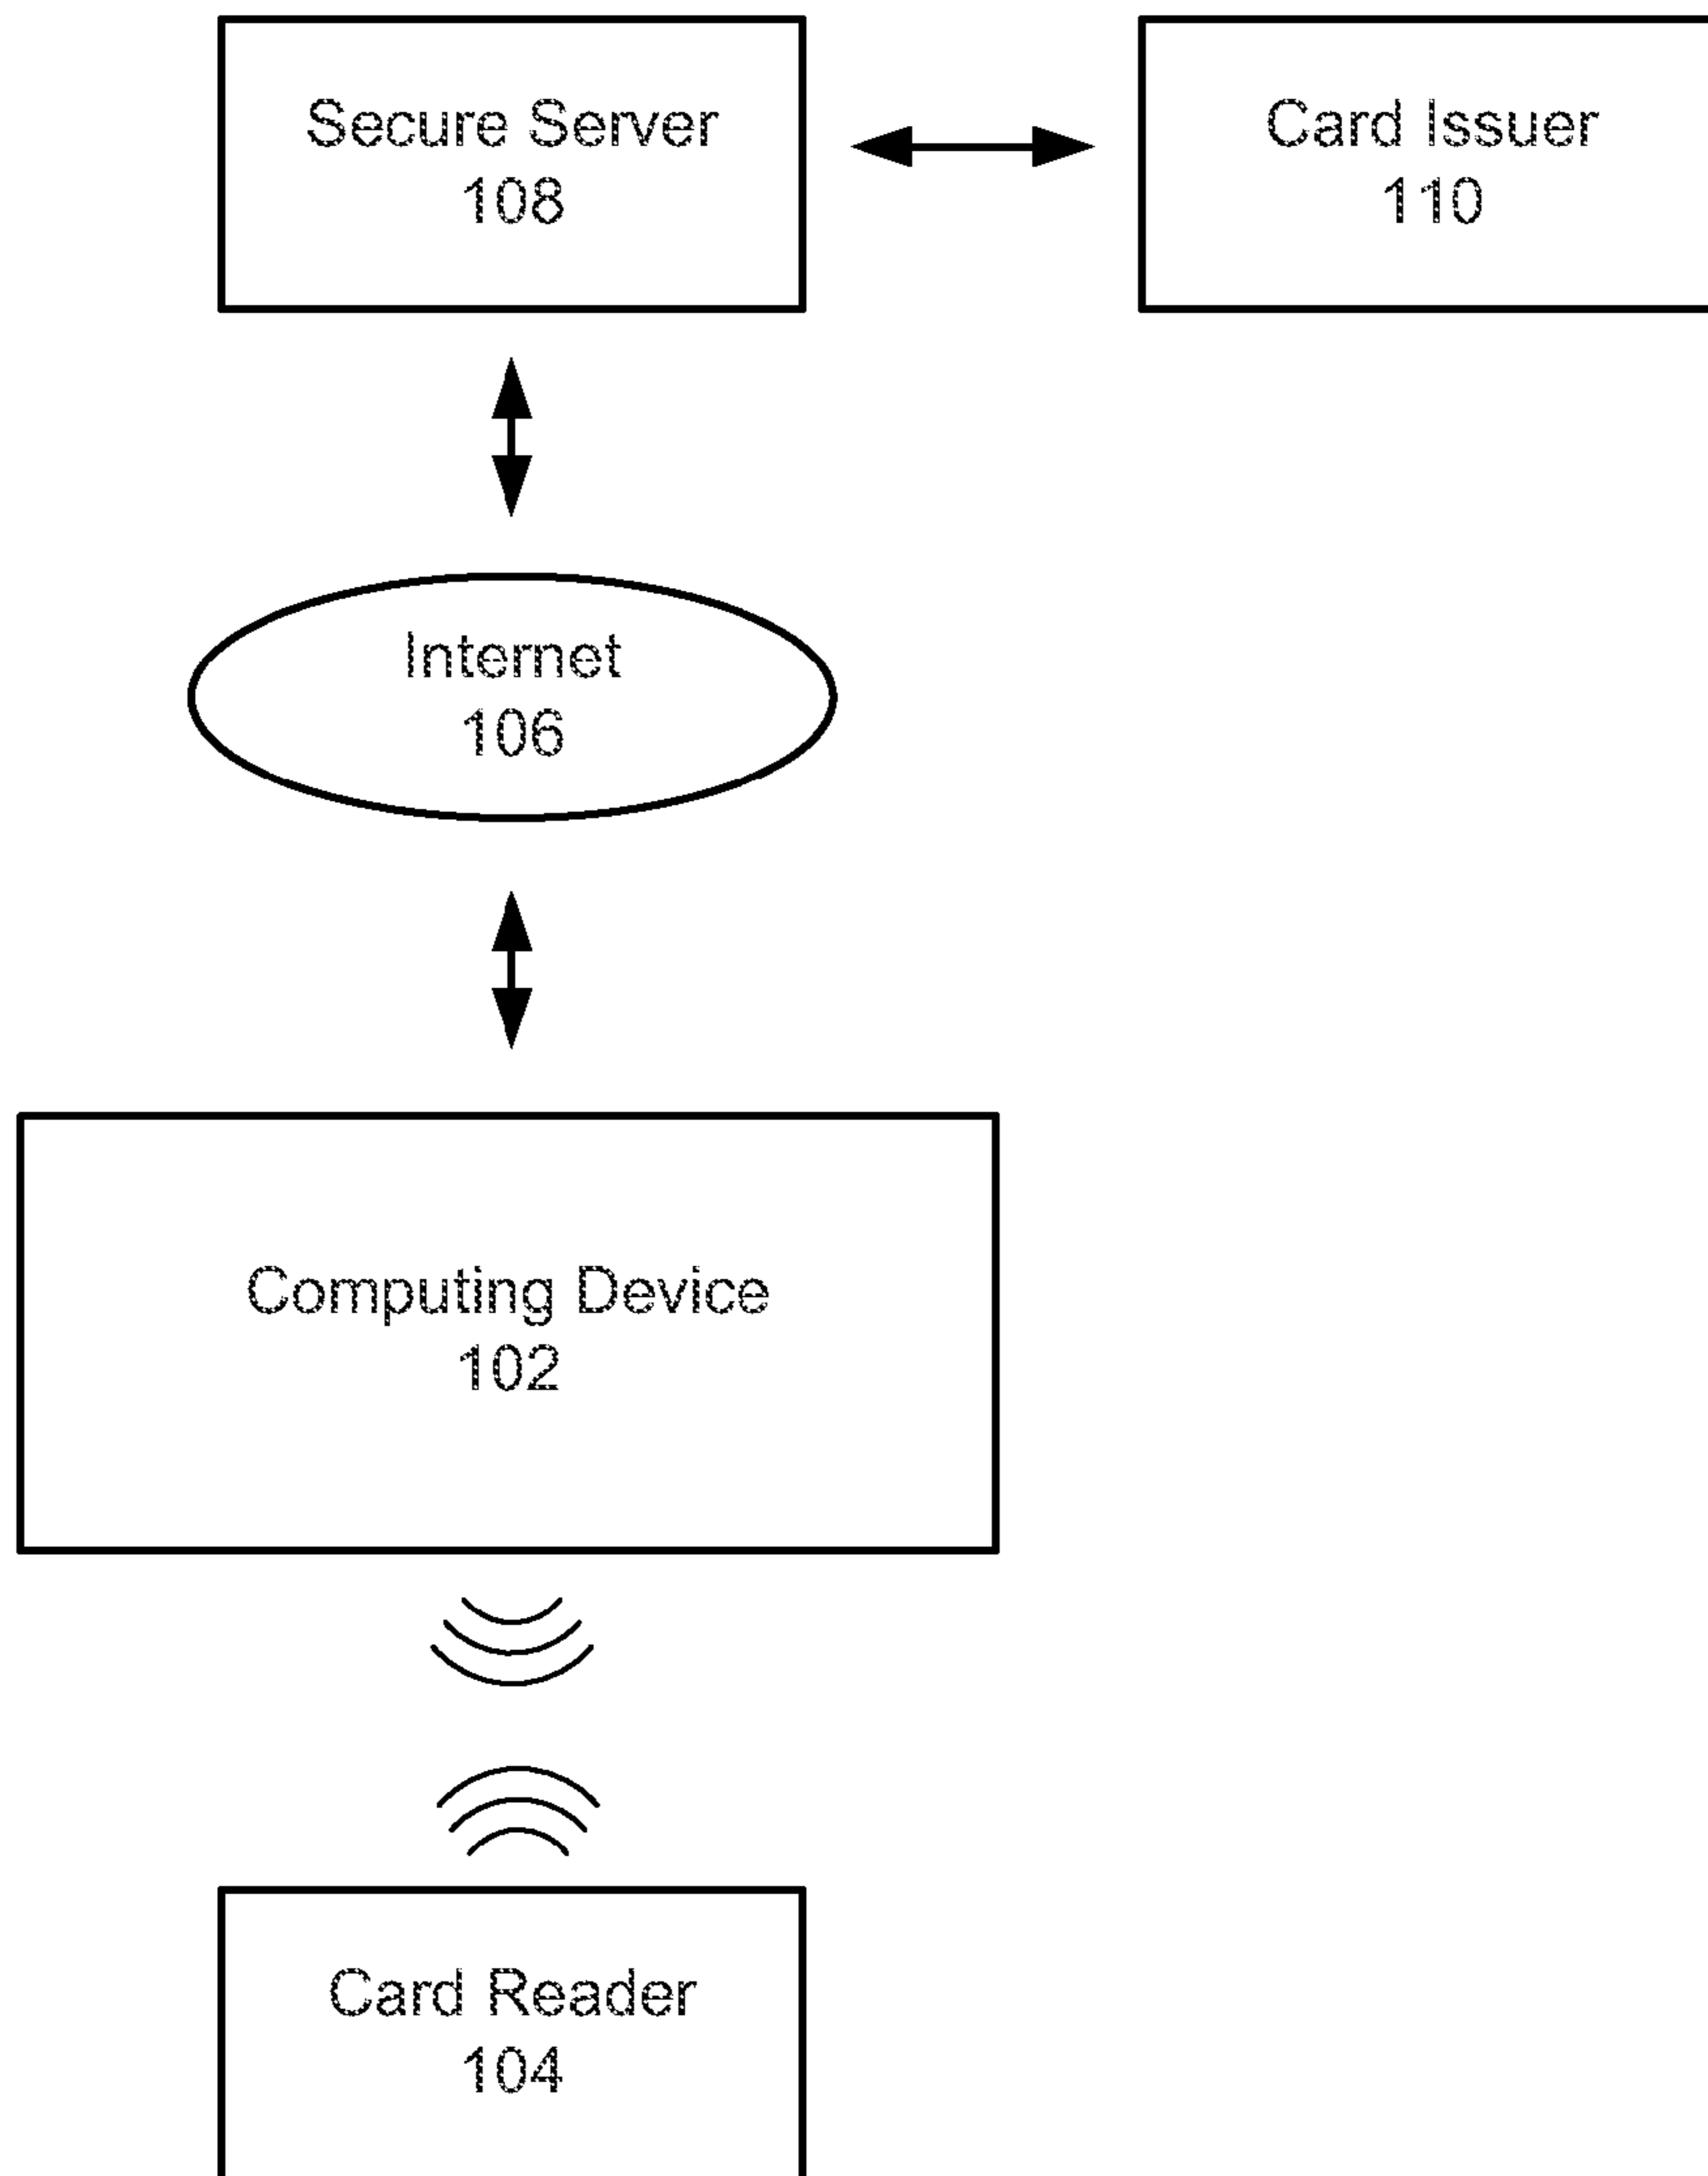 Secure Server
108
Card Issuer
110
Internet
106
Computing Device
102
Card Reader
104